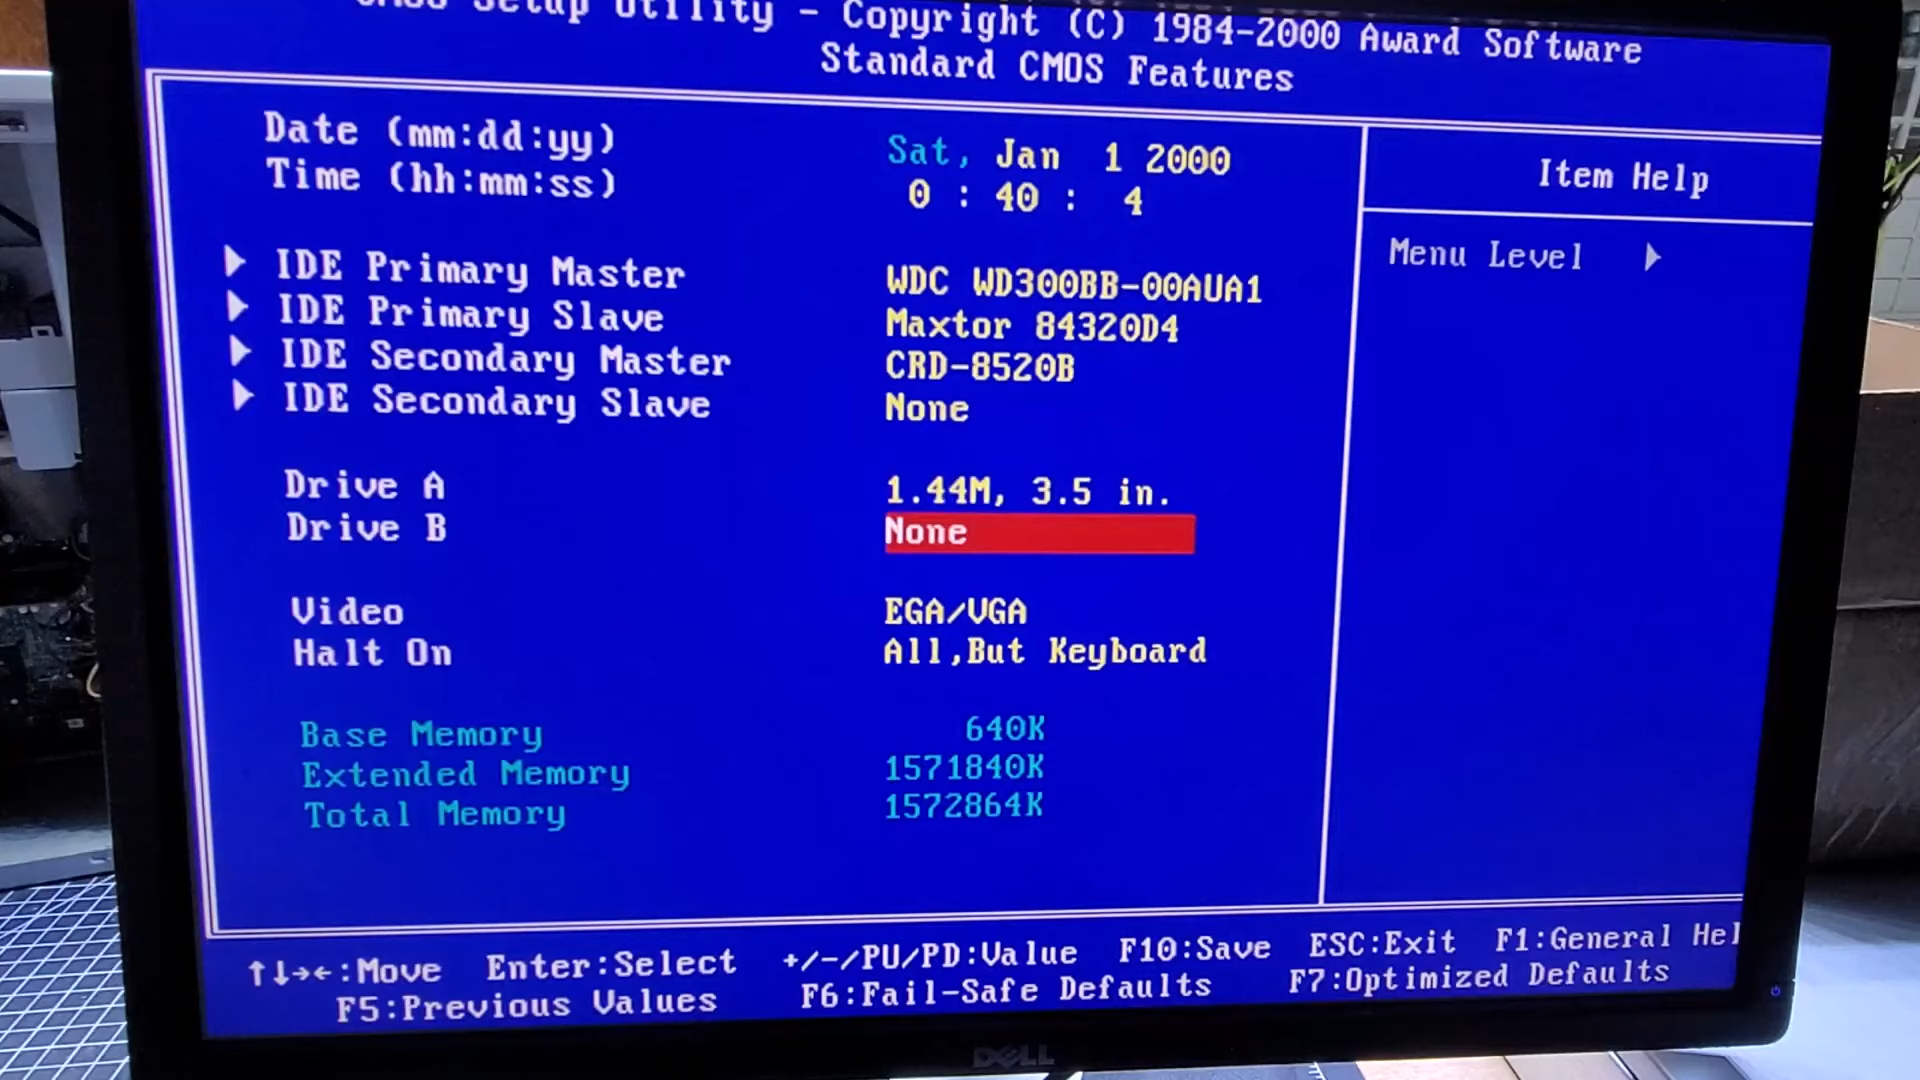 CMOS Setup Utility - Copyright (C) 1984-2000 Award Software
Standard CMOS Features
Date (mm:dd:yy) Sat, Jan 1 2000
Time (hh:mm:ss) 0 : 40 : 4
IDE Primary Master WDC WD300BB-00AUA1
IDE Primary Slave Maxtor 84320D4
IDE Secondary Master CRD-8520B
IDE Secondary Slave None
Drive A 1.44M, 3.5 in.
Drive B None
Video EGA/VGA
Halt On All,But Keyboard
Base Memory 640K
Extended Memory 1571840K
Total Memory 1572864K
Item Help
Menu Level
↑↓→←:Move Enter:Select +/-/PU/PD:Value F10:Save ESC:Exit F1:General Hel
F5:Previous Values F6:Fail-Safe Defaults F7:Optimized Defaults
DELL